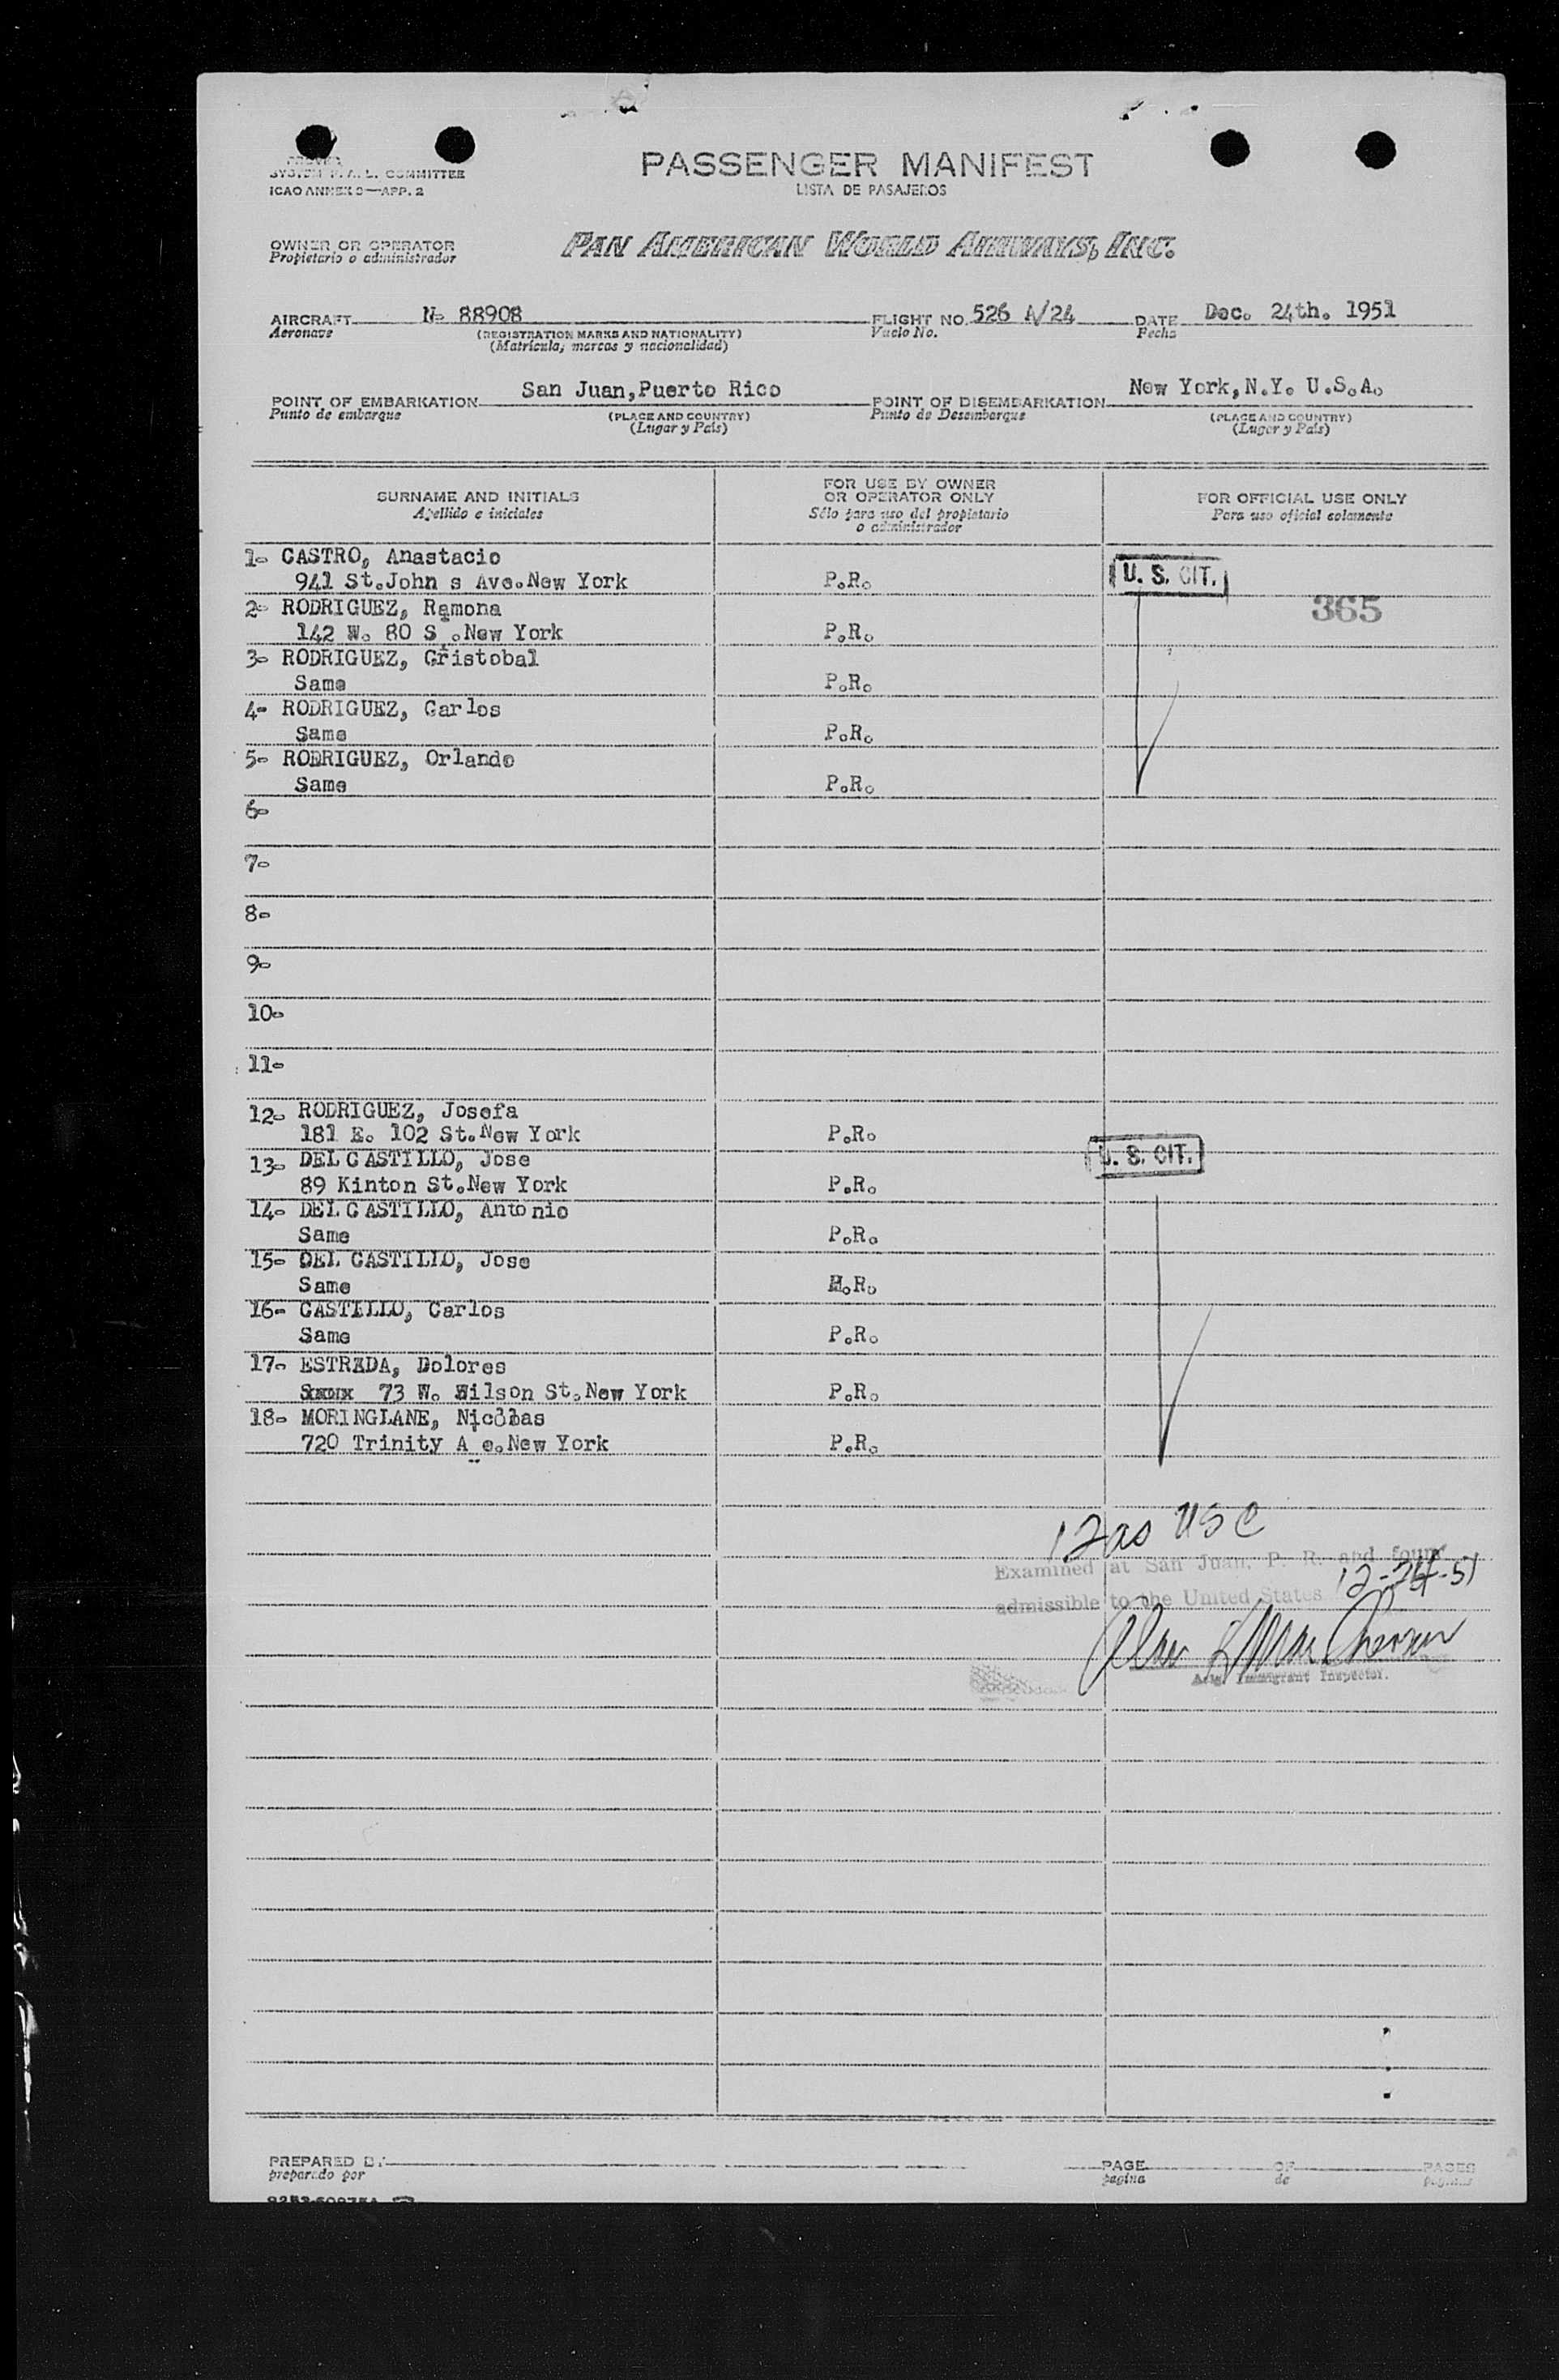 SYSTEM F. A. L. COMMITTEE
ICAO ANNEX 9—APP. 2
PASSENGER MANIFEST
LISTA DE PASAJEROS
OWNER OR OPERATOR
Propietario o administrador
PAN AMERICAN WORLD AIRWAYS, INC.
AIRCRAFT N- 88908 FLIGHT NO. 526 A/24 DATE Dec. 24th. 1951
Aeronave (REGISTRATION MARKS AND NATIONALITY) Vuelo No. Fecha
(Matrícula, marcas y nacionalidad)
POINT OF EMBARKATION San Juan,Puerto Rico POINT OF DISEMBARKATION New York,N.Y. U.S.A.
Punto de embarque (PLACE AND COUNTRY) Punto de Desembarque (PLACE AND COUNTRY)
(Lugar y País) (Lugar y País)
SURNAME AND INITIALS FOR USE BY OWNER OR OPERATOR ONLY FOR OFFICIAL USE ONLY
Apellido e iniciales Sólo para uso del propietario o administrador Para uso oficial solamente
1- CASTRO, Anastacio
941 St.John s Ave.New York P.R. U. S. CIT.
2- RODRIGUEZ, Ramona 365
142 W. 80 St.New York P.R.
3- RODRIGUEZ, Cristobal
Same P.R.
4- RODRIGUEZ, Carlos
Same P.R.
5- RODRIGUEZ, Orlando
Same P.R.
6-
7-
8-
9-
10-
11-
12- RODRIGUEZ, Josefa
181 E. 102 St.New York P.R. U. S. CIT.
13- DEL CASTILLO, Jose
89 Kinton St.New York P.R.
14- DEL CASTILLO, Antonio
Same P.R.
15- DEL CASTILLO, Jose
Same P.R.
16- CASTILLO, Carlos
Same P.R.
17- ESTRADA, Dolores
73 W. Wilson St.New York P.R.
18- MORINGLANE, Nicolas
720 Trinity A e.New York P.R.
12 as USC
Examined at San Juan, P. R. and found
admissible to the United States 12-24-51
Immigrant Inspector.
PREPARED BY PAGE OF PAGES
preparado por pagina de paginas